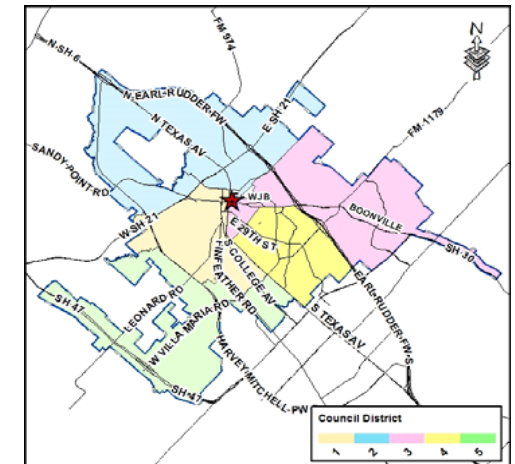 N
N-SH-6
FM 974
N-EARL-RUDDER-FW
E SH 21
N TEXAS AV
FM-1179
SANDY-POINT-RD
WJB
BOONVILLE
W-SH 21
E 29TH ST.
SH-30
S COLLEGE AV
FINFEATHER RD
LEONARD RD
W VILLA MARIA-RD
EARL-RUDDER-FW-S
S TEXAS AV
SH 47
HARVEY-MITCHELL-PW
SH-47
Council District
1 2 3 4 5